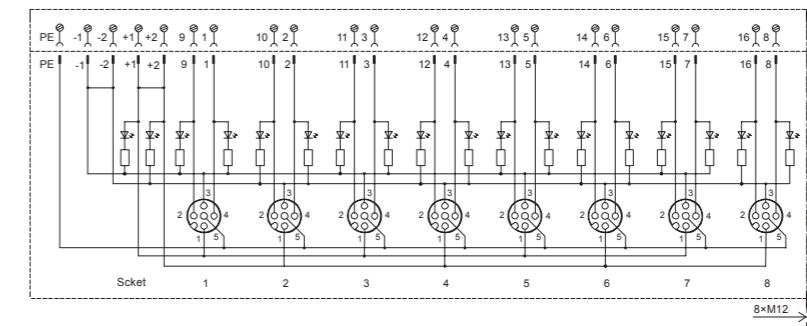 PE -1 -2 +1 +2 9 1 10 2 11 3 12 4 13 5 14 6 15 7 16 8
PE -1 -2 +1 +2 9 1 10 2 11 3 12 4 13 5 14 6 15 7 16 8
3 3 3 3 3 3 3 3
2 4 2 4 2 4 2 4 2 4 2 4 2 4 2 4
1 5 1 5 1 5 1 5 1 5 1 5 1 5 1 5
Scket 1 2 3 4 5 6 7 8
8×M12